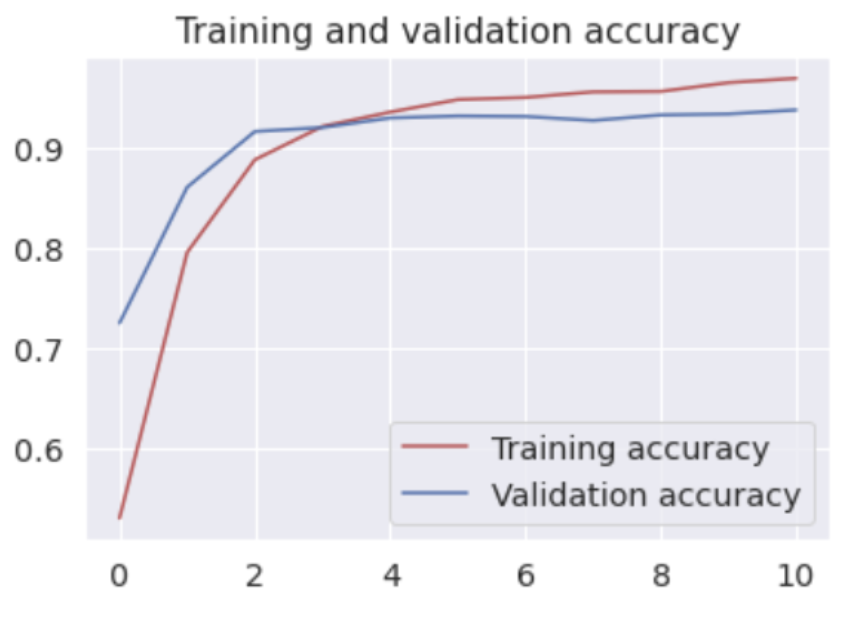 Training and validation accuracy
0.9
0.8
0.7
0.6
Training accuracy
Validation accuracy
0 2 4 6 8 10